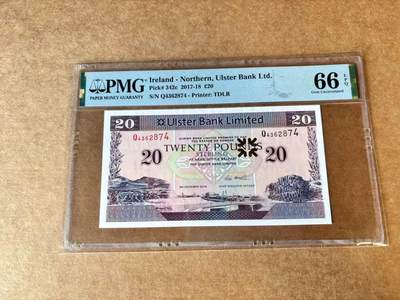 PMG
PAPER MONEY GUARANTY
Ireland - Northern, Ulster Bank Ltd.
Pick# 342c 2017-18 £20
S/N Q4362874 - Printer: TDLR
66 EPQ
Gem Uncirculated
20 Ulster Bank Limited 20
Q4362874 Q4362874
TWENTY POUNDS
STERLING
20 20